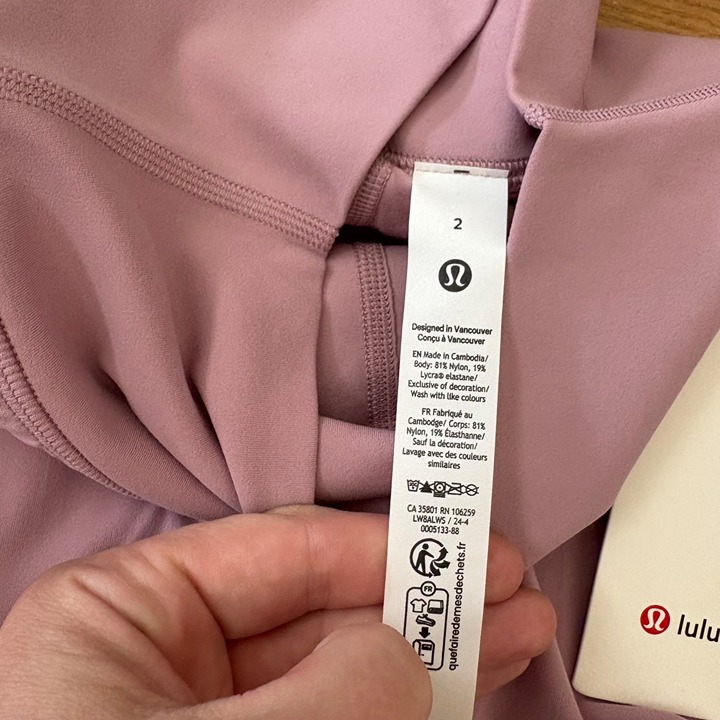 2
Designed in Vancouver
Conçu à Vancouver
EN Made in Cambodia/
Body: 81% Nylon, 19%
Lycra® elastane/
Exclusive of decoration/
Wash with like colours
FR Fabriqué au
Cambodge/ Corps: 81%
Nylon, 19% Élasthanne/
Sauf la décoration/
Lavage avec des couleurs
similaires
CA 35801 RN 106259
LW8ALWS / 24-4
0005133-88
FR
quefairedemesdechets.fr
lulu